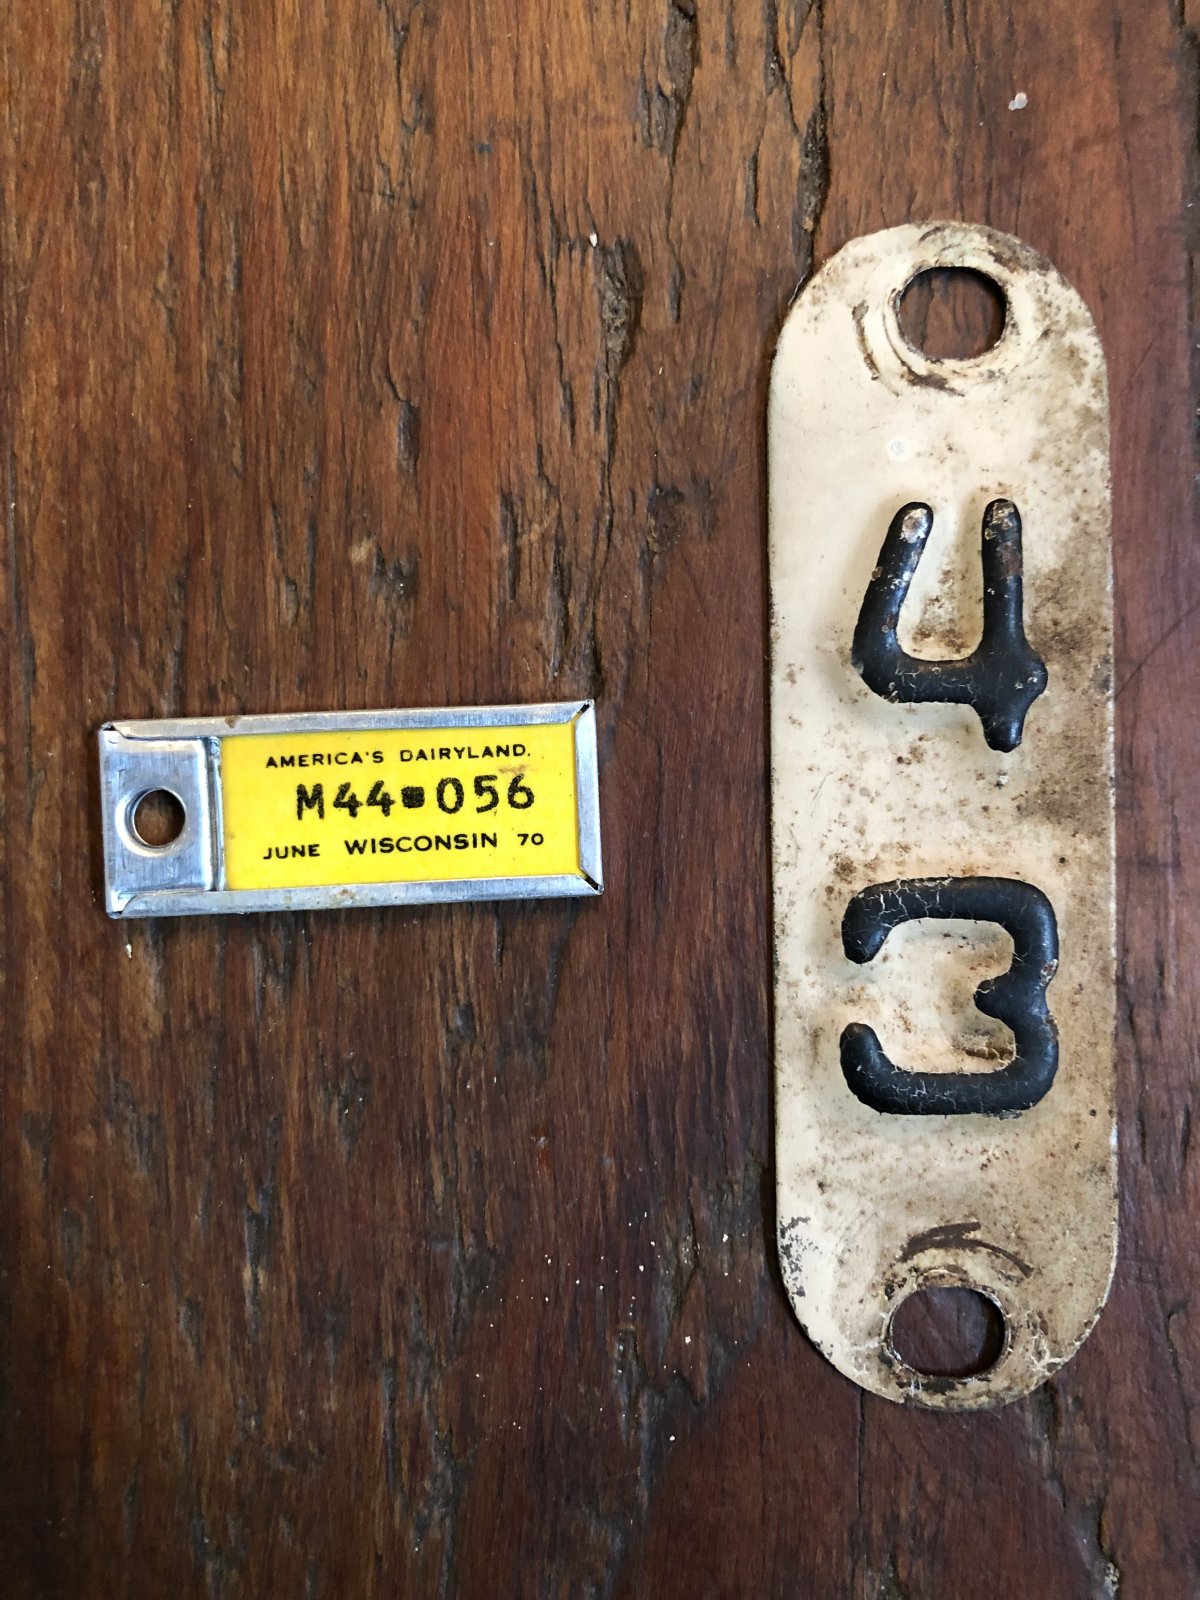 AMERICA'S DAIRYLAND.
M44■056
JUNE WISCONSIN 70
4
3